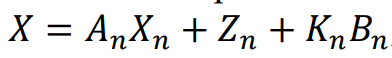 X = AₙXₙ + Zₙ + KₙBₙ